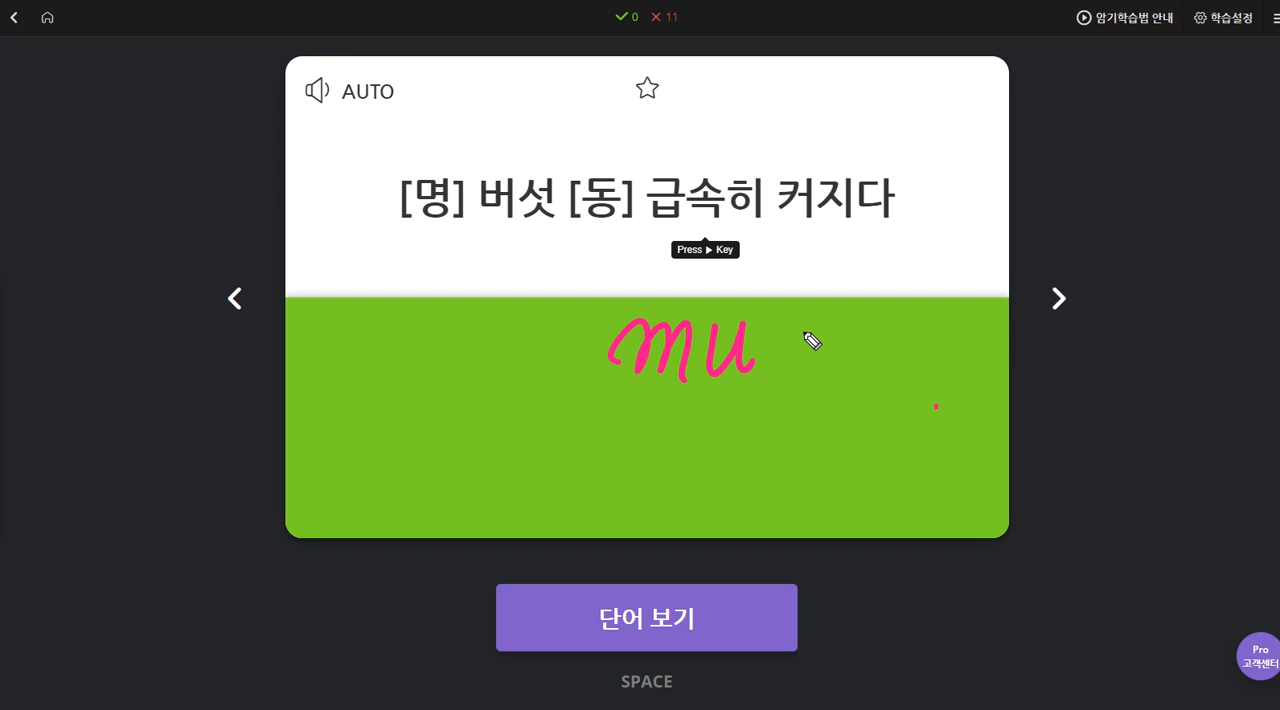 0 11 암기학습법 안내 학습설정
AUTO
[명] 버섯 [동] 급속히 커지다
Press ▶ Key
mu
단어 보기
SPACE
Pro
고객센터